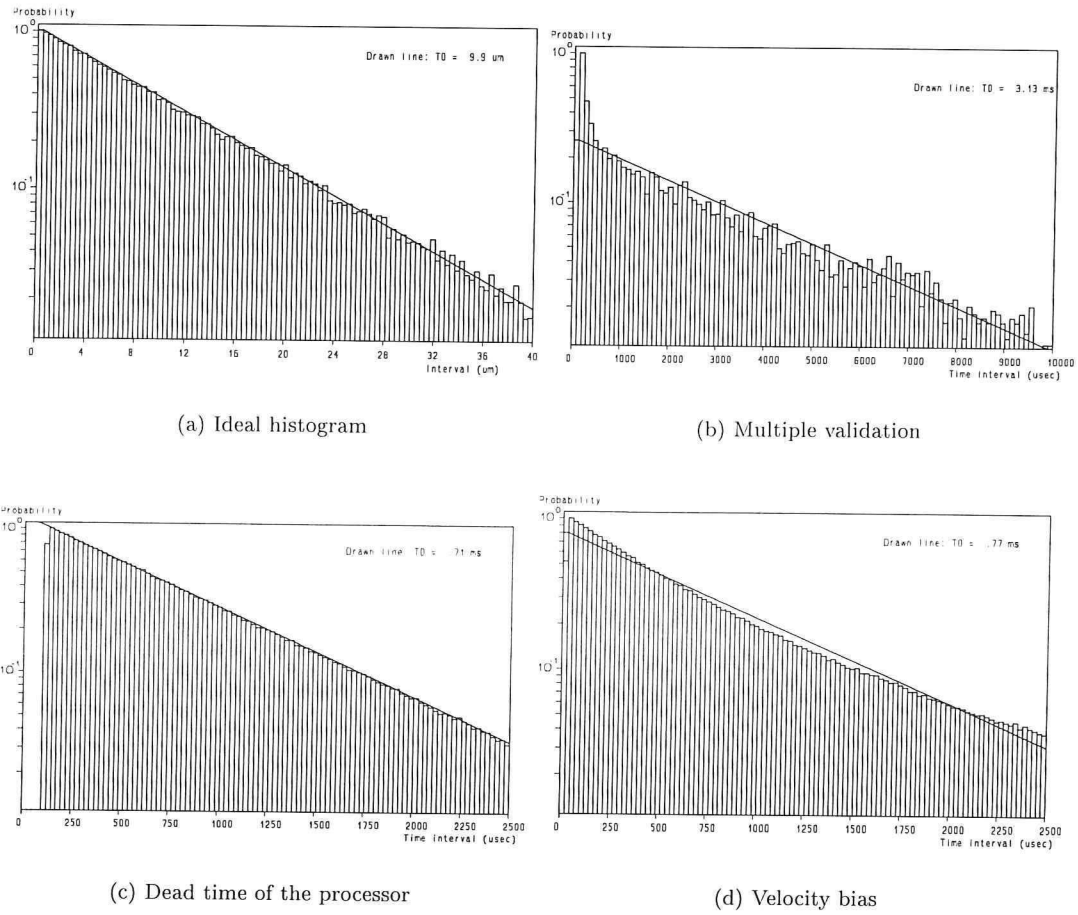 Probability
10⁰
Drawn line: T0 = 9.9 um
10⁻¹
0 4 8 12 16 20 24 28 32 36 40
Interval (um)
(a) Ideal histogram
Probability
10⁰
Drawn line: T0 = 3.13 ms
10⁻¹
0 1000 2000 3000 4000 5000 6000 7000 8000 9000 10000
Time Interval (usec)
(b) Multiple validation
Probability
10⁰
Drawn line: T0 = .71 ms
10⁻¹
0 250 500 750 1000 1250 1500 1750 2000 2250 2500
Time Interval (usec)
(c) Dead time of the processor
Probability
10⁰
Drawn line: T0 = .77 ms
10⁻¹
0 250 500 750 1000 1250 1500 1750 2000 2250 2500
Time Interval (usec)
(d) Velocity bias